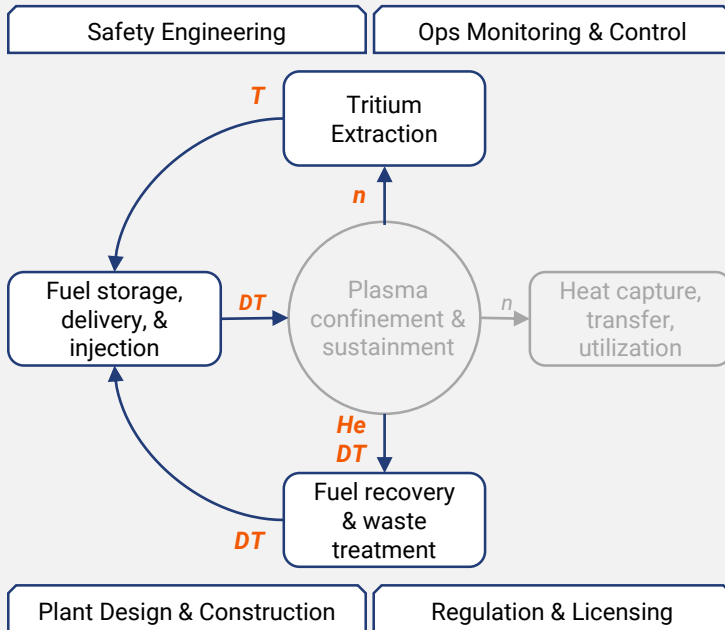 Safety Engineering
Ops Monitoring & Control
T
Tritium
Extraction
n
Fuel storage,
delivery, &
injection
DT
Plasma
confinement &
sustainment
n
Heat capture,
transfer,
utilization
He
DT
Fuel recovery
& waste
treatment
DT
Plant Design & Construction
Regulation & Licensing